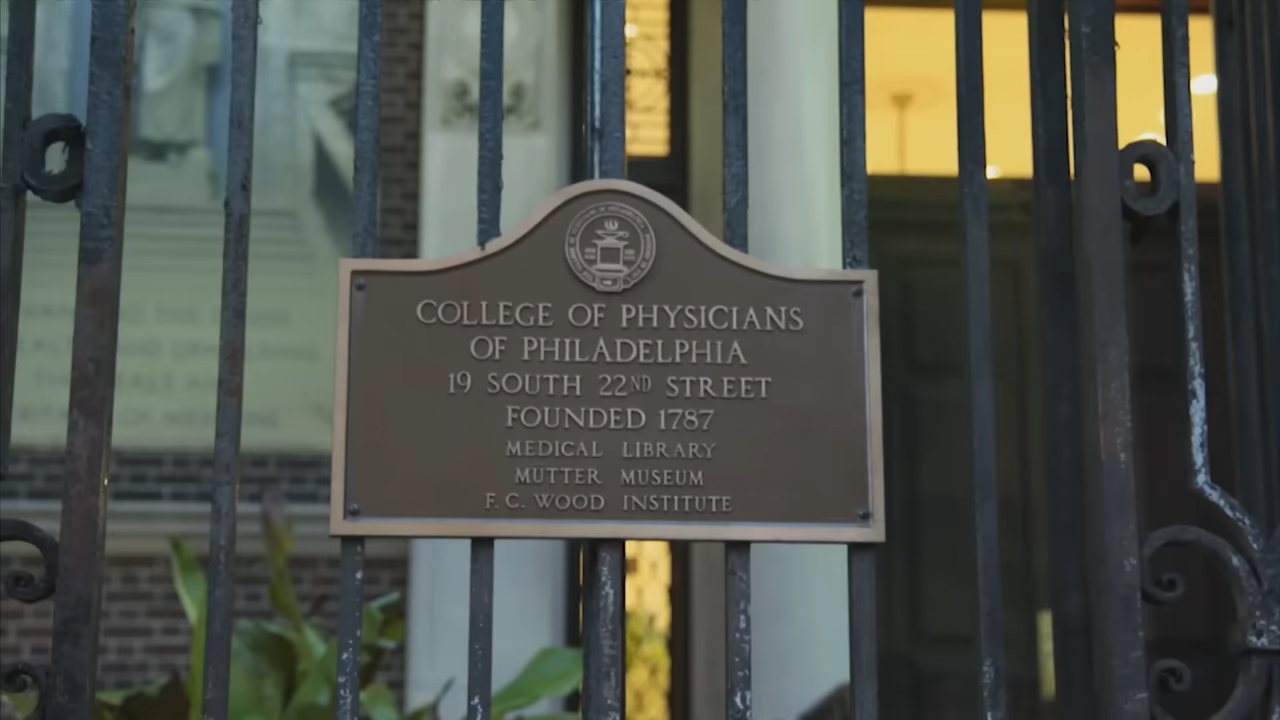 COLLEGE OF PHYSICIANS
OF PHILADELPHIA
19 SOUTH 22ND STREET
FOUNDED 1787
MEDICAL LIBRARY
MUTTER MUSEUM
F. C. WOOD INSTITUTE